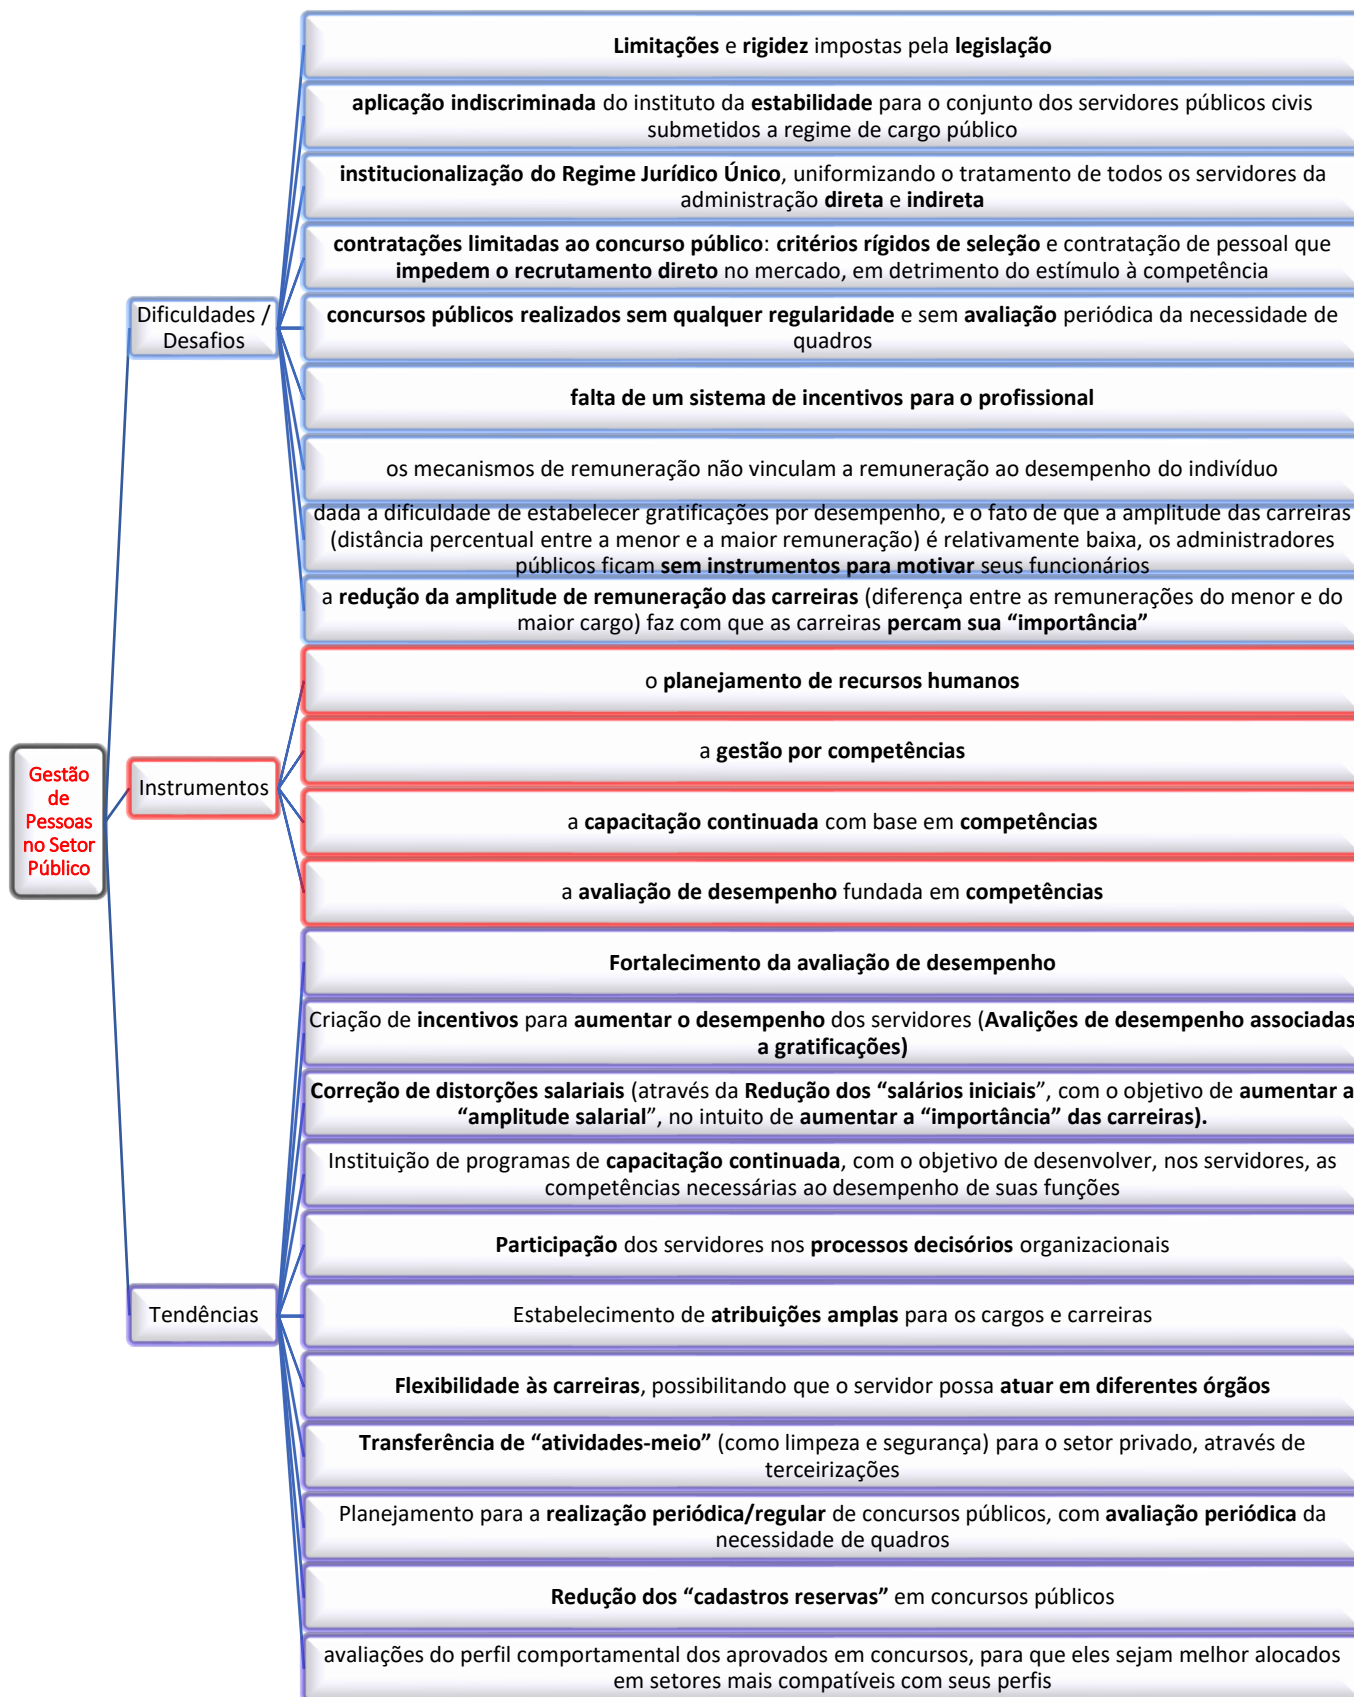 Gestão
de
Pessoas
no Setor
Público
Dificuldades /
Desafios
Limitações e rigidez impostas pela legislação
aplicação indiscriminada do instituto da estabilidade para o conjunto dos servidores públicos civis
submetidos a regime de cargo público
institucionalização do Regime Jurídico Único, uniformizando o tratamento de todos os servidores da
administração direta e indireta
contratações limitadas ao concurso público: critérios rígidos de seleção e contratação de pessoal que
impedem o recrutamento direto no mercado, em detrimento do estímulo à competência
concursos públicos realizados sem qualquer regularidade e sem avaliação periódica da necessidade de
quadros
falta de um sistema de incentivos para o profissional
os mecanismos de remuneração não vinculam a remuneração ao desempenho do indivíduo
dada a dificuldade de estabelecer gratificações por desempenho, e o fato de que a amplitude das carreiras
(distância percentual entre a menor e a maior remuneração) é relativamente baixa, os administradores
públicos ficam sem instrumentos para motivar seus funcionários
a redução da amplitude de remuneração das carreiras (diferença entre as remunerações do menor e do
maior cargo) faz com que as carreiras percam sua “importância”
Instrumentos
o planejamento de recursos humanos
a gestão por competências
a capacitação continuada com base em competências
a avaliação de desempenho fundada em competências
Tendências
Fortalecimento da avaliação de desempenho
Criação de incentivos para aumentar o desempenho dos servidores (Avalições de desempenho associadas
a gratificações)
Correção de distorções salariais (através da Redução dos “salários iniciais”, com o objetivo de aumentar a
“amplitude salarial”, no intuito de aumentar a “importância” das carreiras).
Instituição de programas de capacitação continuada, com o objetivo de desenvolver, nos servidores, as
competências necessárias ao desempenho de suas funções
Participação dos servidores nos processos decisórios organizacionais
Estabelecimento de atribuições amplas para os cargos e carreiras
Flexibilidade às carreiras, possibilitando que o servidor possa atuar em diferentes órgãos
Transferência de “atividades-meio” (como limpeza e segurança) para o setor privado, através de
terceirizações
Planejamento para a realização periódica/regular de concursos públicos, com avaliação periódica da
necessidade de quadros
Redução dos “cadastros reservas” em concursos públicos
avaliações do perfil comportamental dos aprovados em concursos, para que eles sejam melhor alocados
em setores mais compatíveis com seus perfis